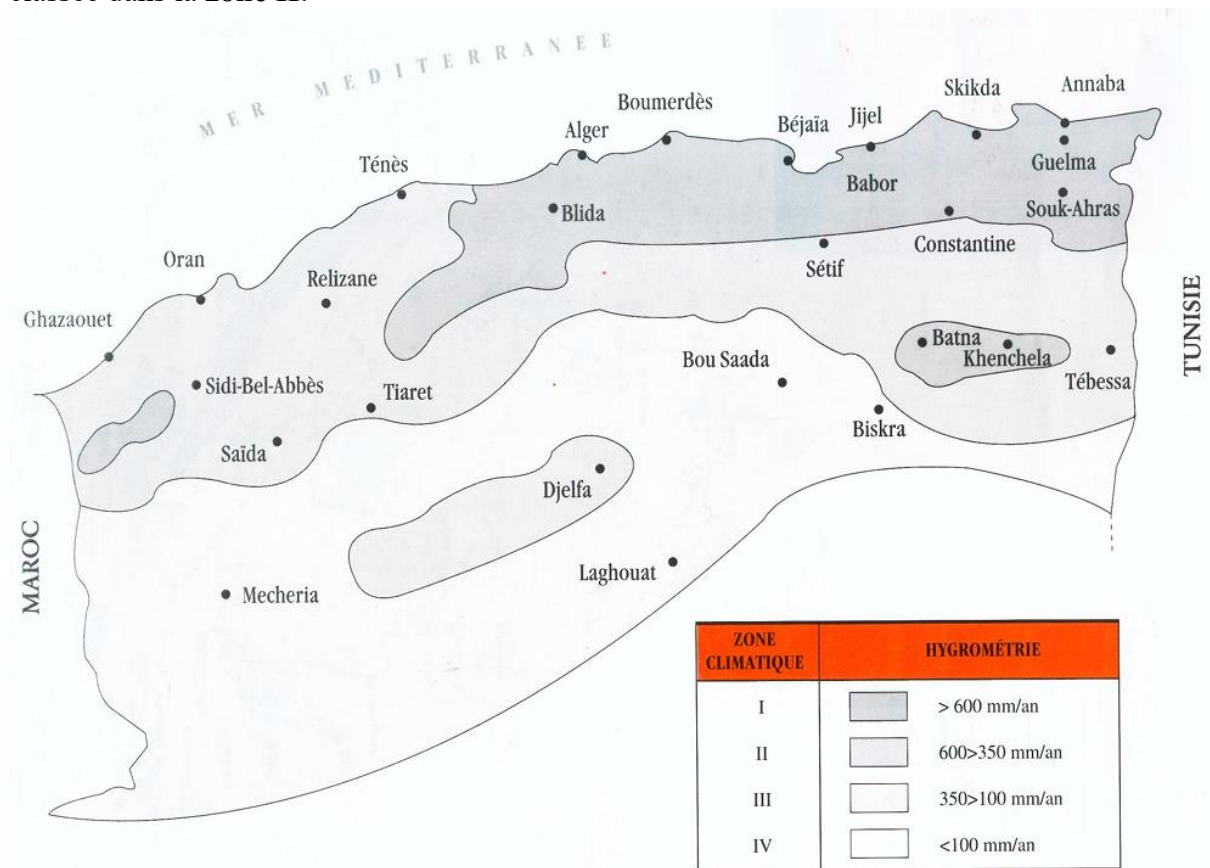 MER MEDITERRANEE
Skikda
Annaba
Boumerdès
Alger
Béjaïa
Jijel
Ténès
Guelma
Babor
Blida
Souk-Ahras
Constantine
Oran
Sétif
Relizane
TUNISIE
Ghazaouet
Batna
Khenchela
Bou Saada
Tébessa
Sidi-Bel-Abbès
Tiaret
Biskra
Saïda
Djelfa
MAROC
Laghouat
Mecheria
ZONE
CLIMATIQUE
HYGROMÉTRIE
I > 600 mm/an
II 600>350 mm/an
III 350>100 mm/an
IV <100 mm/an